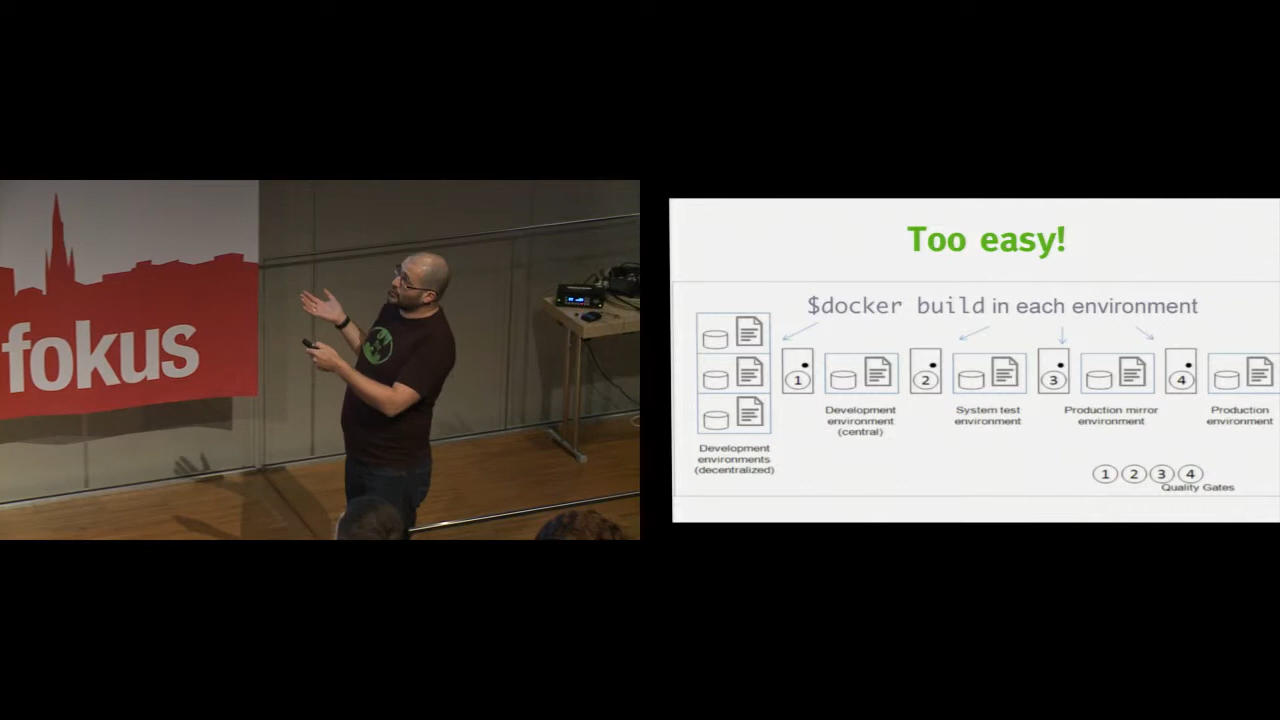 fokus
Too easy!
$docker build in each environment
1
2
3
4
Development
environment
(central)
System test
environment
Production mirror
environment
Production
environment
Development
environments
(decentralized)
1 2 3 4
Quality Gates